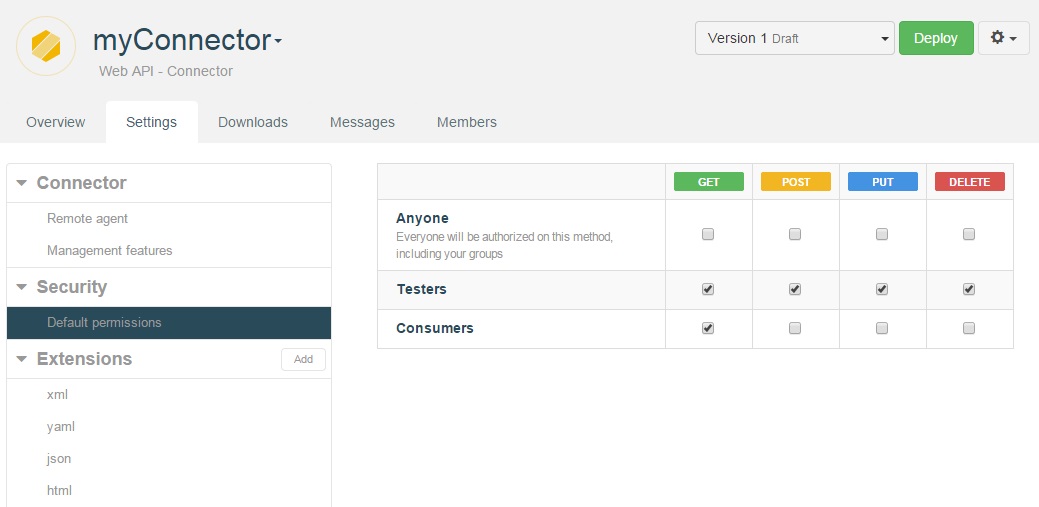 myConnector
Web API - Connector
Version 1 Draft
Deploy
Overview
Settings
Downloads
Messages
Members
Connector
Remote agent
Management features
Security
Default permissions
Extensions
Add
xml
yaml
json
html
GET
POST
PUT
DELETE
Anyone
Everyone will be authorized on this method,
including your groups
Testers
Consumers